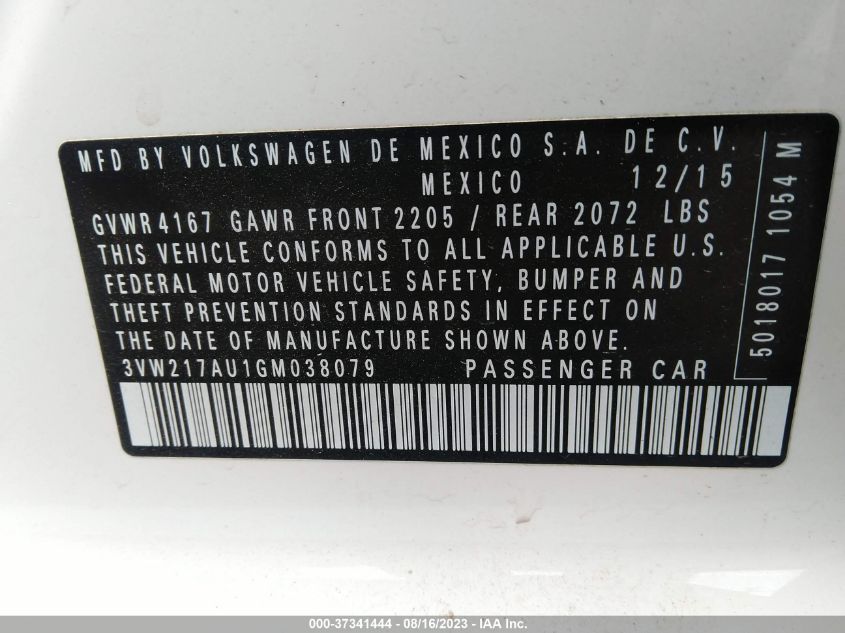 MFD BY VOLKSWAGEN DE MEXICO S.A. DE C.V.
MEXICO 12/15
GVWR 4167 GAWR FRONT 2205 / REAR 2072 LBS
THIS VEHICLE CONFORMS TO ALL APPLICABLE U.S.
FEDERAL MOTOR VEHICLE SAFETY, BUMPER AND
THEFT PREVENTION STANDARDS IN EFFECT ON
THE DATE OF MANUFACTURE SHOWN ABOVE.
3VW217AU1GM038079 PASSENGER CAR
5018017 1054 M
000-37341444 - 08/16/2023 - IAA Inc.